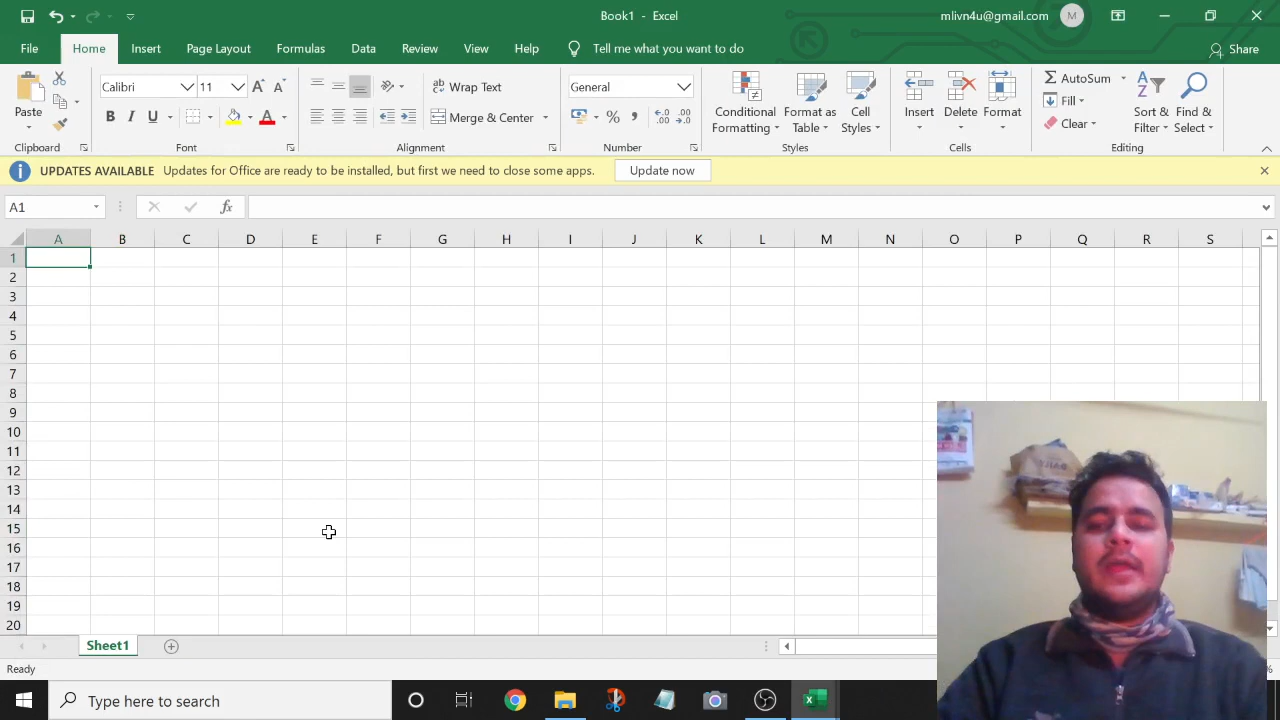 Book1 - Excel
mlivn4u@gmail.com
M
File
Home
Insert
Page Layout
Formulas
Data
Review
View
Help
Tell me what you want to do
Share
Paste
Clipboard
Calibri
11
A
A
B
I
U
A
Font
ab
Wrap Text
Merge & Center
Alignment
General
%
,
Number
Conditional
Formatting
Format as
Table
Cell
Styles
Styles
Insert
Delete
Format
Cells
AutoSum
Fill
Clear
Sort &
Filter
Find &
Select
Editing
UPDATES AVAILABLE Updates for Office are ready to be installed, but first we need to close some apps.
Update now
A1
fx
A B C D E F G H I J K L M N O P Q R S
1
2
3
4
5
6
7
8
9
10
11
12
13
14
15
16
17
18
19
20
Sheet1
Ready
%
Type here to search